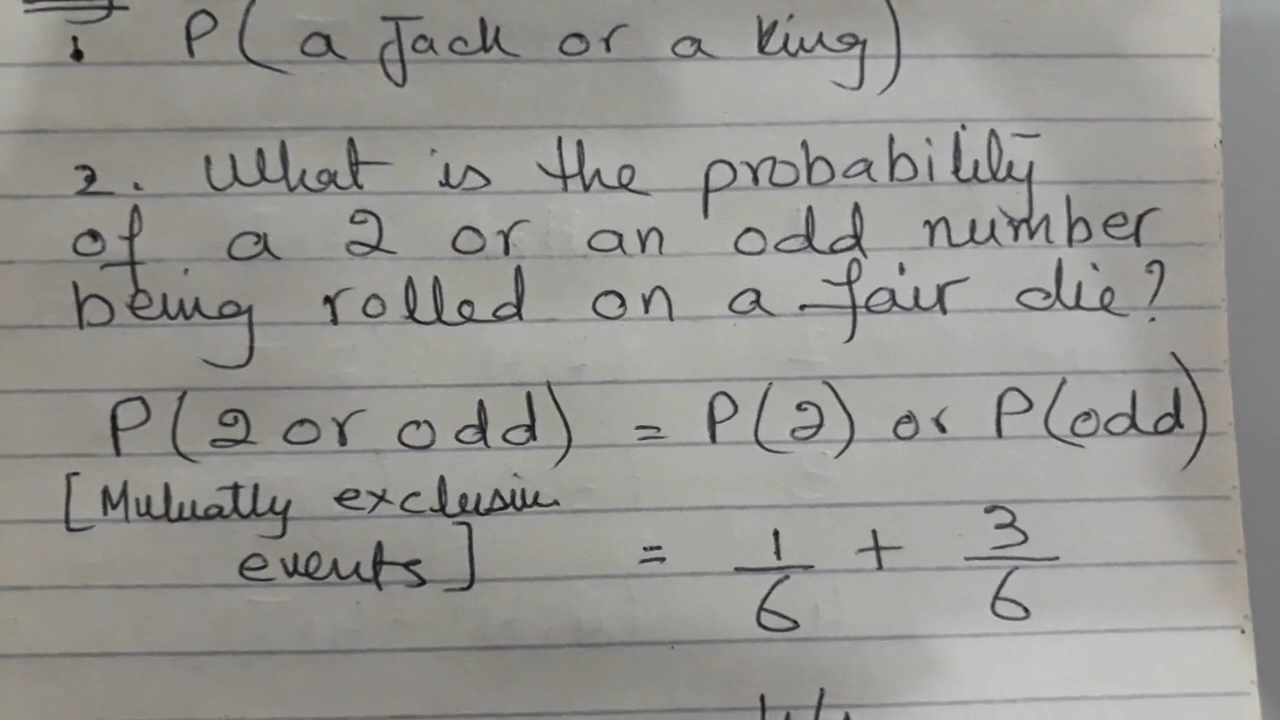 P(a Jack or a King)
2. What is the probability
of a 2 or an odd number
being rolled on a fair die?
P(2 or odd) = P(2) or P(odd)
[Mutually exclusive
events] = 1/6 + 3/6